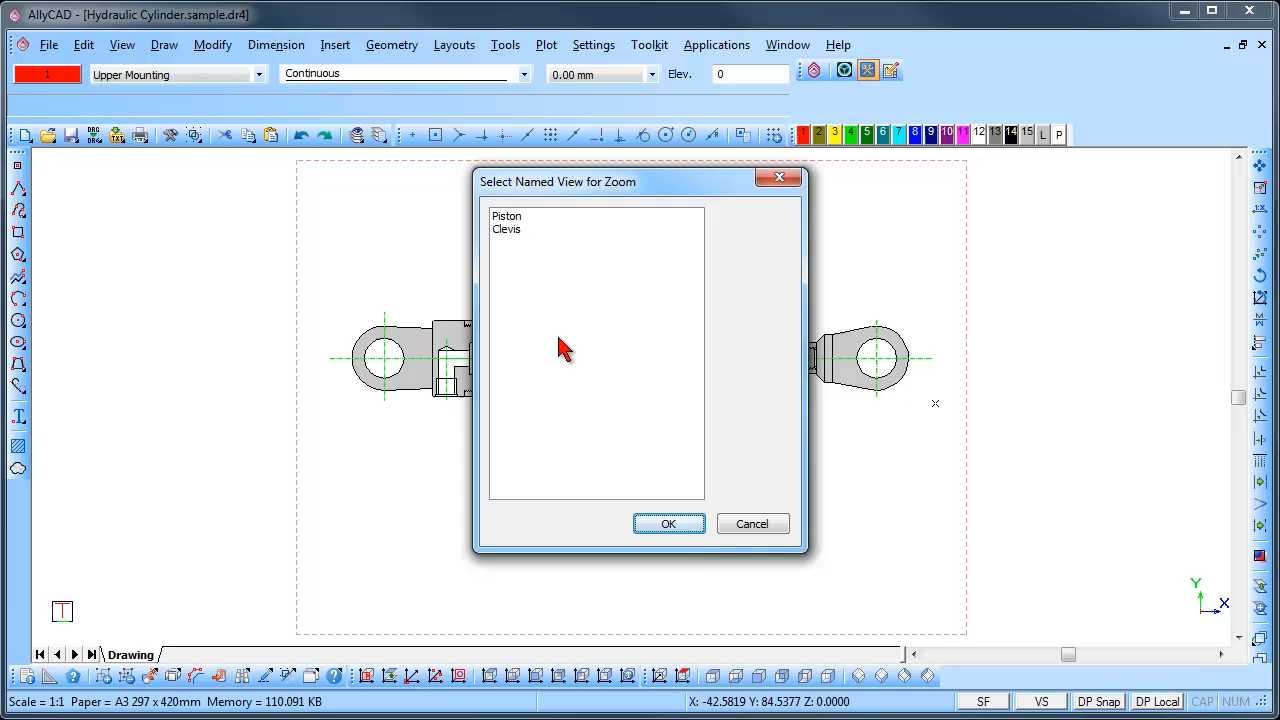 AllyCAD - [Hydraulic Cylinder.sample.dr4]
File Edit View Draw Modify Dimension Insert Geometry Layouts Tools Plot Settings Toolkit Applications Window Help
1 Upper Mounting Continuous 0.00 mm Elev. 0
DRG TXT 1 2 3 4 5 6 7 8 9 10 11 12 13 14 15 L P
Select Named View for Zoom
Piston
Clevis
OK Cancel
T
Y
X
Drawing
Scale = 1:1 Paper = A3 297 x 420mm Memory = 110.091 KB X: -42.5819 Y: 84.5377 Z: 0.0000 SF VS DP Snap DP Local CAP NUM